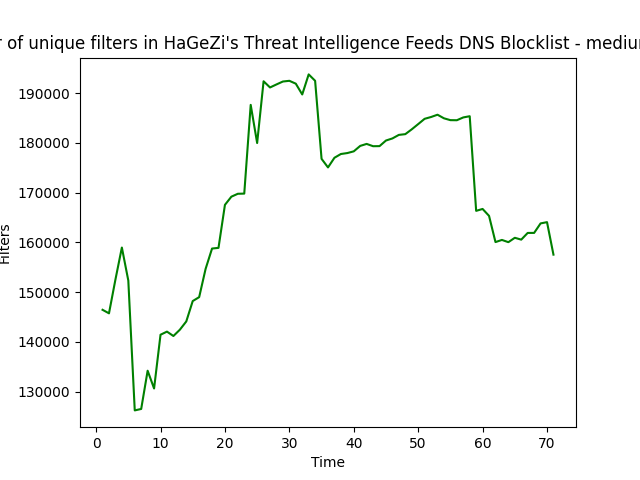 r of unique filters in HaGeZi's Threat Intelligence Feeds DNS Blocklist - mediu
190000
180000
170000
160000
150000
140000
130000
Filters
0 10 20 30 40 50 60 70
Time